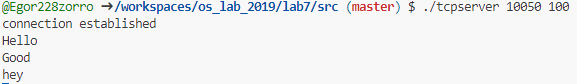 @Egor228zorro ➜/workspaces/os_lab_2019/lab7/src (master) $ ./tcpserver 10050 100
connection established
Hello
Good
hey